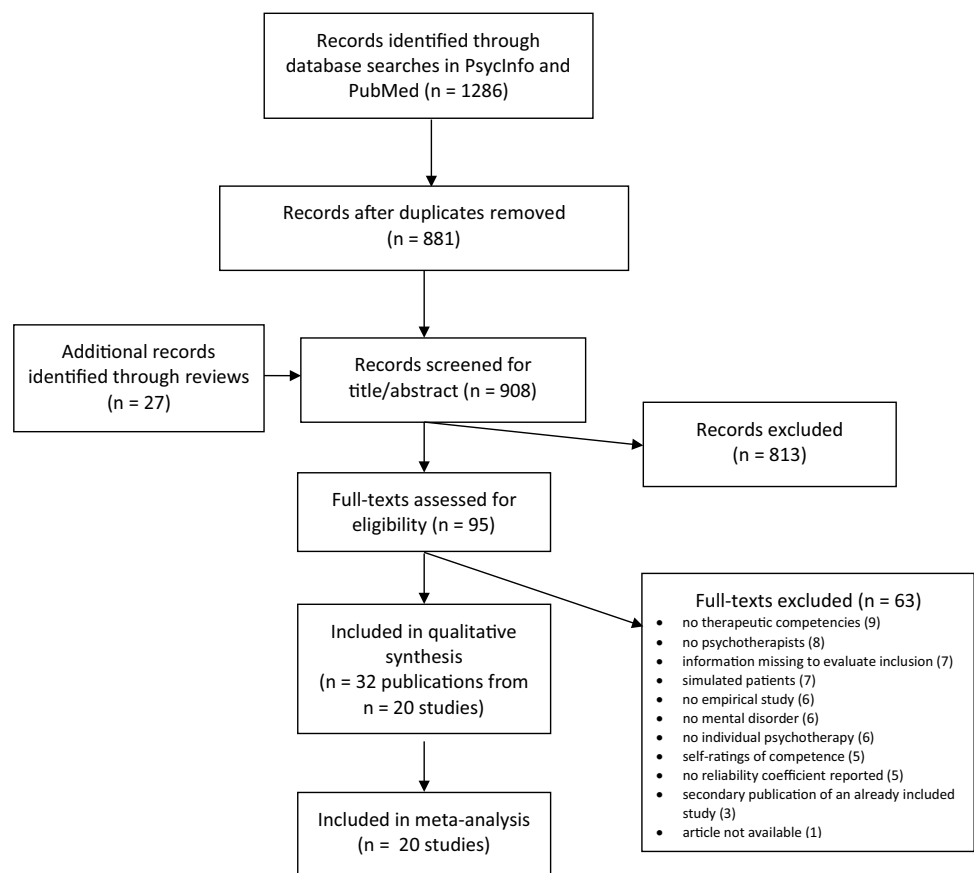 Records identified through
database searches in PsycInfo and
PubMed (n = 1286)
Records after duplicates removed
(n = 881)
Additional records
identified through reviews
(n = 27)
Records screened for
title/abstract (n = 908)
Records excluded
(n = 813)
Full-texts assessed for
eligibility (n = 95)
Full-texts excluded (n = 63)
• no therapeutic competencies (9)
• no psychotherapists (8)
• information missing to evaluate inclusion (7)
• simulated patients (7)
• no empirical study (6)
• no mental disorder (6)
• no individual psychotherapy (6)
• self-ratings of competence (5)
• no reliability coefficient reported (5)
• secondary publication of an already included
study (3)
• article not available (1)
Included in qualitative
synthesis
(n = 32 publications from
n = 20 studies)
Included in meta-analysis
(n = 20 studies)